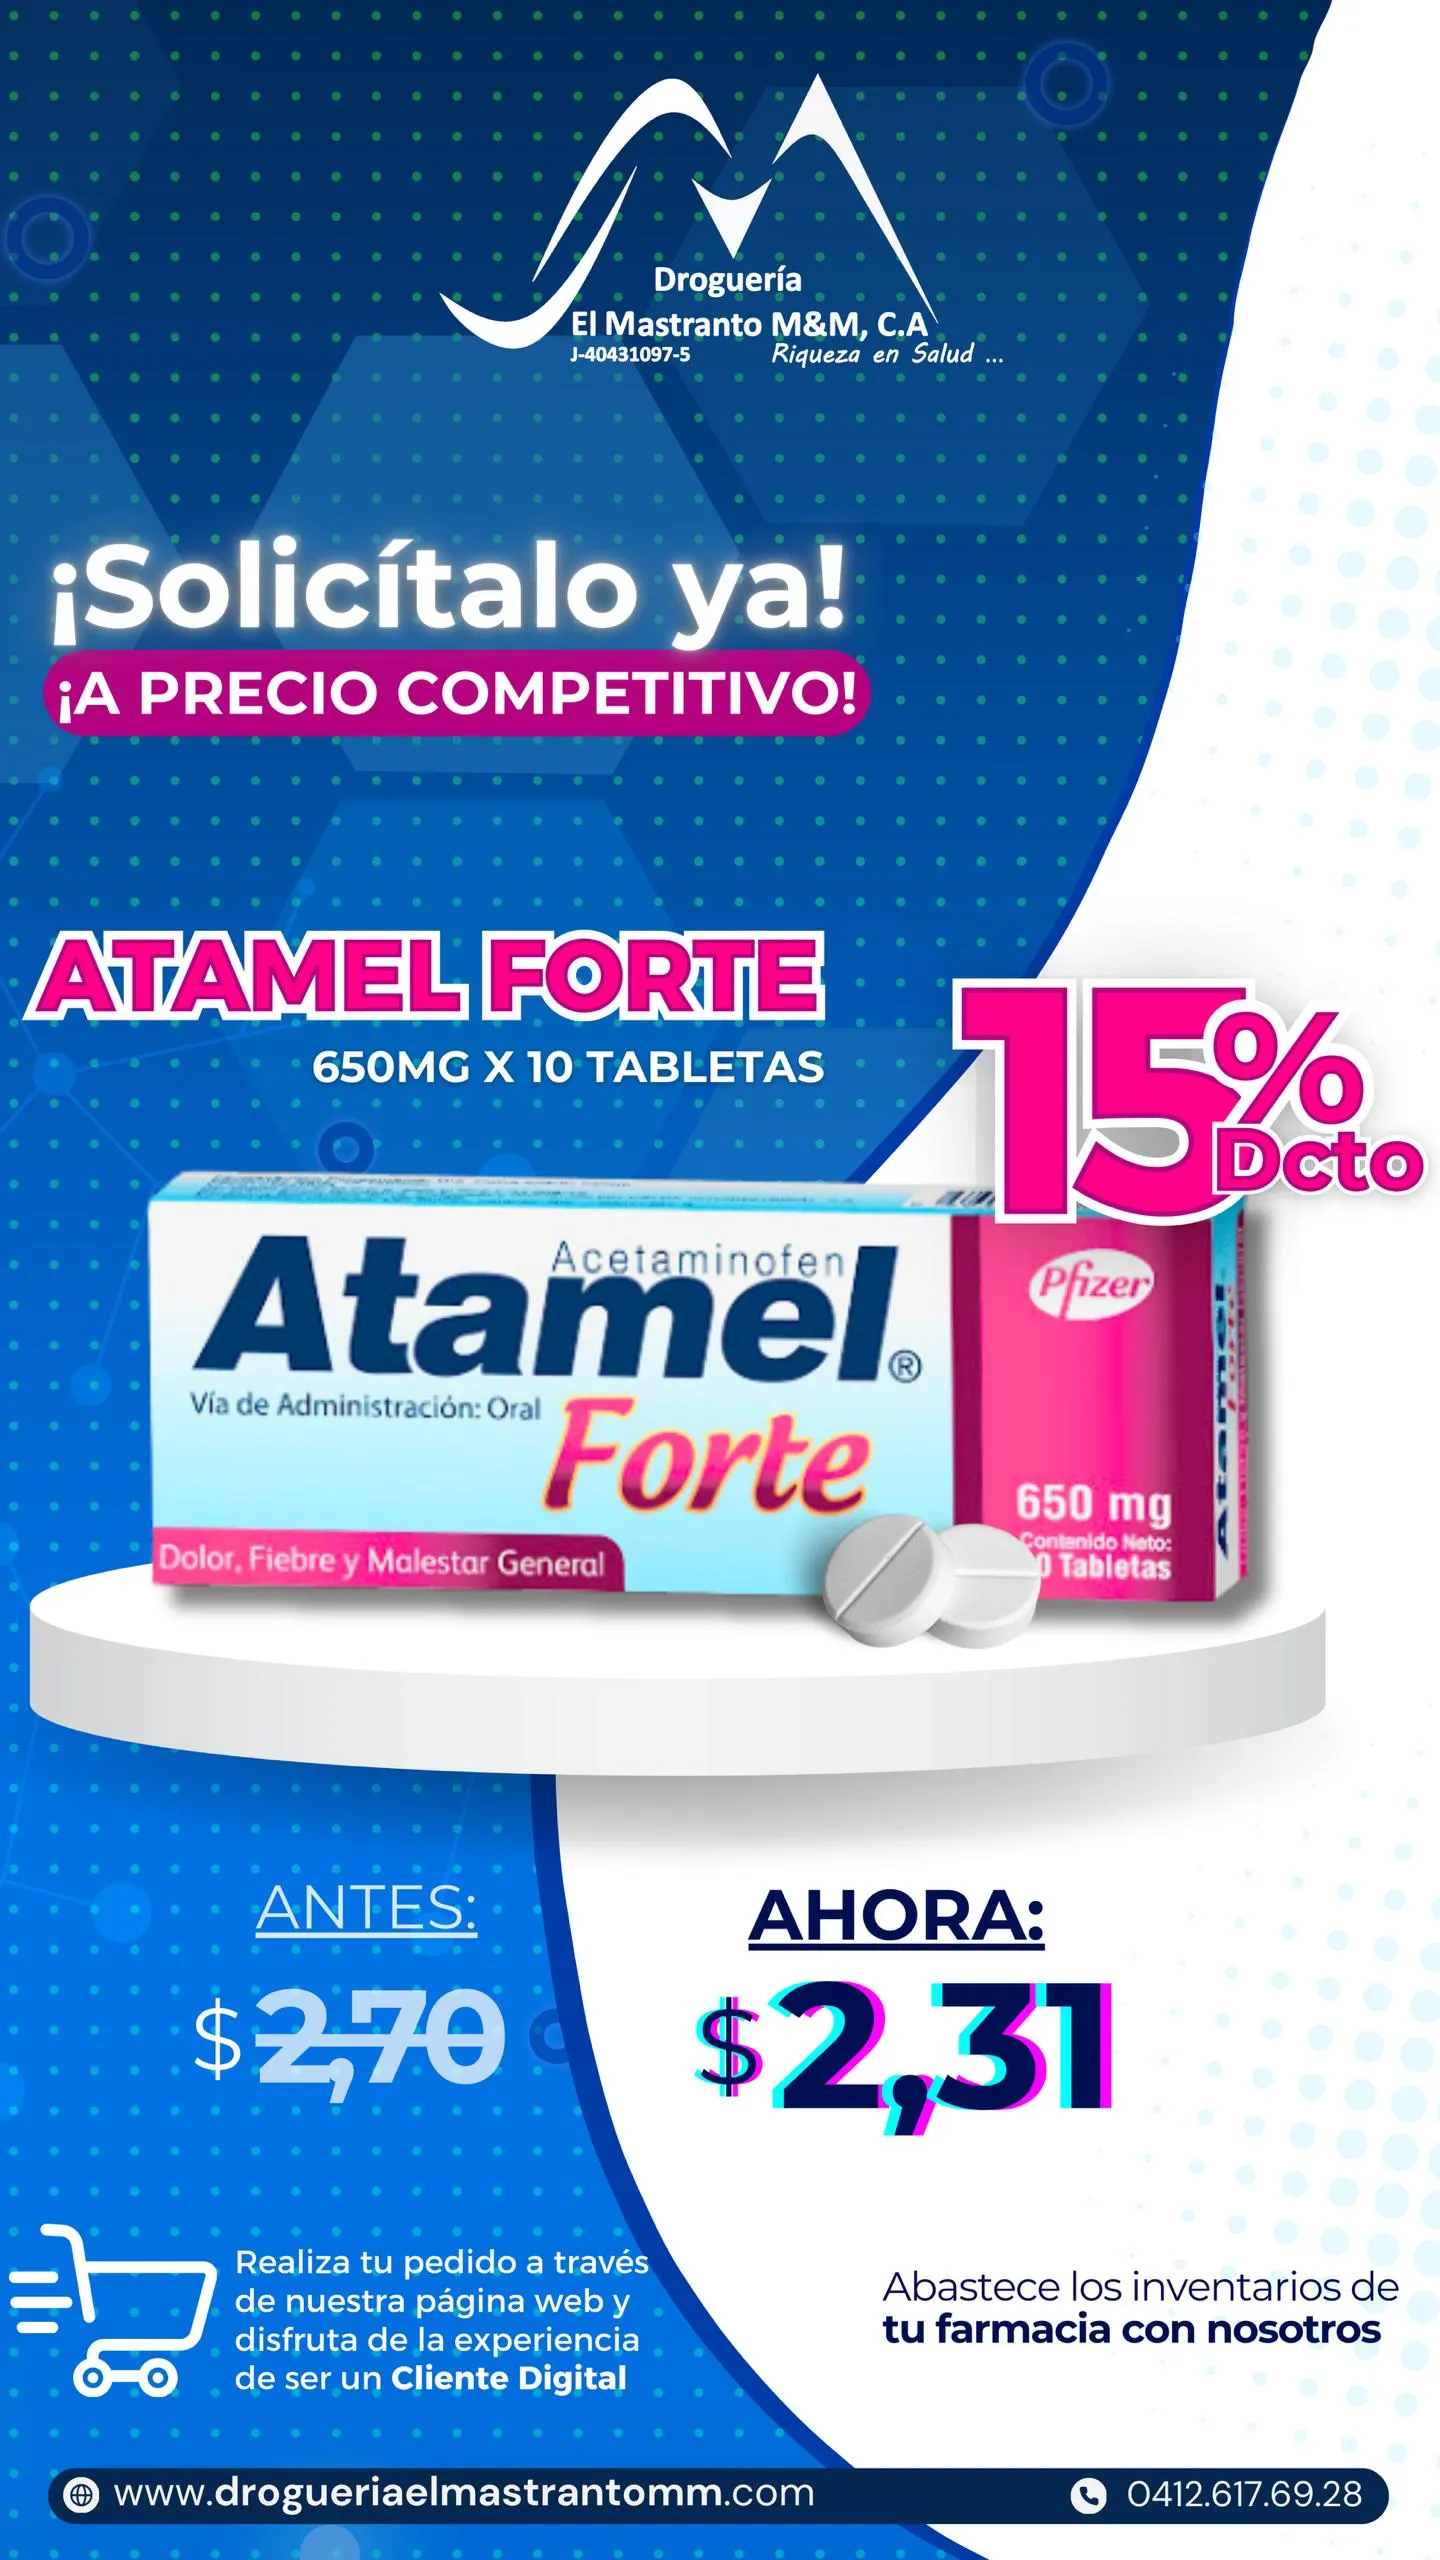 Droguería
El Mastranto M&M, C.A
J-40431097-5 Riqueza en Salud ...
¡Solicítalo ya!
¡A PRECIO COMPETITIVO!
ATAMEL FORTE
650MG X 10 TABLETAS
15%
Dcto
Acetaminofen
Atamel®
Vía de Administración: Oral
Forte
Dolor, Fiebre y Malestar General
Pfizer
650 mg
Contenido Neto:
0 Tabletas
Atamel
ANTES:
$2,70
AHORA:
$2,31
Realiza tu pedido a través
de nuestra página web y
disfruta de la experiencia
de ser un Cliente Digital
Abastece los inventarios de
tu farmacia con nosotros
www.drogueriaelmastrantomm.com
0412.617.69.28